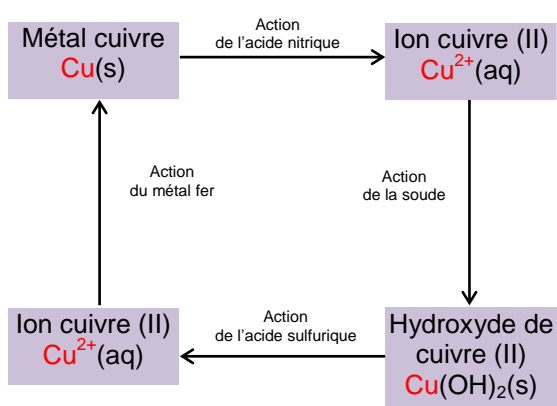 Métal cuivre
Cu(s)
Action
de l'acide nitrique
Ion cuivre (II)
Cu²⁺(aq)
Action
du métal fer
Action
de la soude
Ion cuivre (II)
Cu²⁺(aq)
Action
de l'acide sulfurique
Hydroxyde de
cuivre (II)
Cu(OH)₂(s)